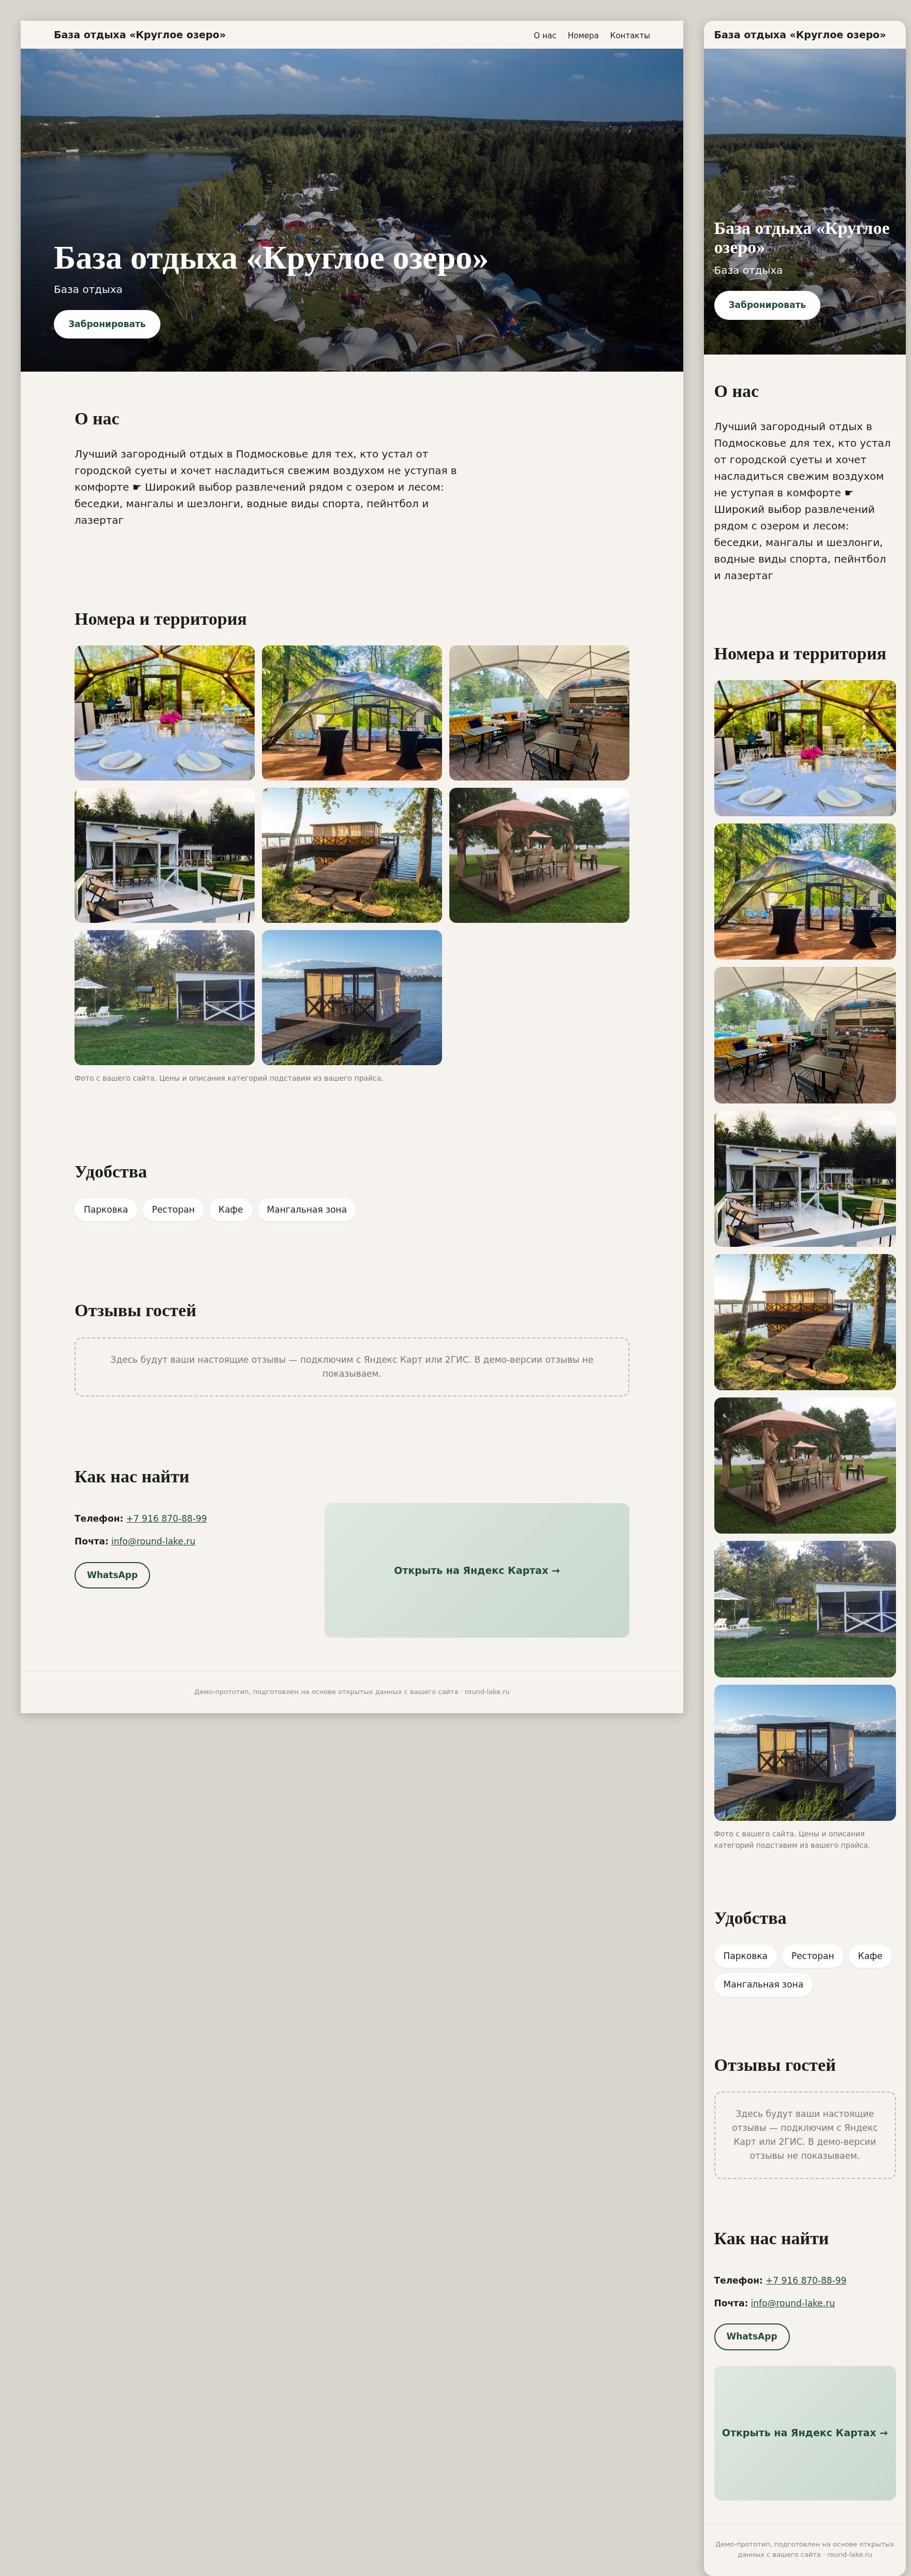 База отдыха «Круглое озеро»
О нас Номера Контакты
База отдыха «Круглое озеро»
База отдыха
Забронировать
О нас
Лучший загородный отдых в Подмосковье для тех, кто устал от
городской суеты и хочет насладиться свежим воздухом не уступая в
комфорте ☛ Широкий выбор развлечений рядом с озером и лесом:
беседки, мангалы и шезлонги, водные виды спорта, пейнтбол и
лазертаг
Номера и территория
Фото с вашего сайта. Цены и описания категорий подставим из вашего прайса.
Удобства
Парковка Ресторан Кафе Мангальная зона
Отзывы гостей
Здесь будут ваши настоящие отзывы — подключим с Яндекс Карт или 2ГИС. В демо-версии отзывы не
показываем.
Как нас найти
Телефон: +7 916 870-88-99
Почта: info@round-lake.ru
WhatsApp
Открыть на Яндекс Картах →
Демо-прототип, подготовлен на основе открытых данных с вашего сайта · round-lake.ru
База отдыха «Круглое озеро»
База отдыха «Круглое
озеро»
База отдыха
Забронировать
О нас
Лучший загородный отдых в
Подмосковье для тех, кто устал
от городской суеты и хочет
насладиться свежим воздухом
не уступая в комфорте ☛
Широкий выбор развлечений
рядом с озером и лесом:
беседки, мангалы и шезлонги,
водные виды спорта, пейнтбол
и лазертаг
Номера и территория
Фото с вашего сайта. Цены и описания
категорий подставим из вашего прайса.
Удобства
Парковка Ресторан Кафе
Мангальная зона
Отзывы гостей
Здесь будут ваши настоящие
отзывы — подключим с Яндекс
Карт или 2ГИС. В демо-версии
отзывы не показываем.
Как нас найти
Телефон: +7 916 870-88-99
Почта: info@round-lake.ru
WhatsApp
Открыть на Яндекс Картах →
Демо-прототип, подготовлен на основе открытых
данных с вашего сайта · round-lake.ru